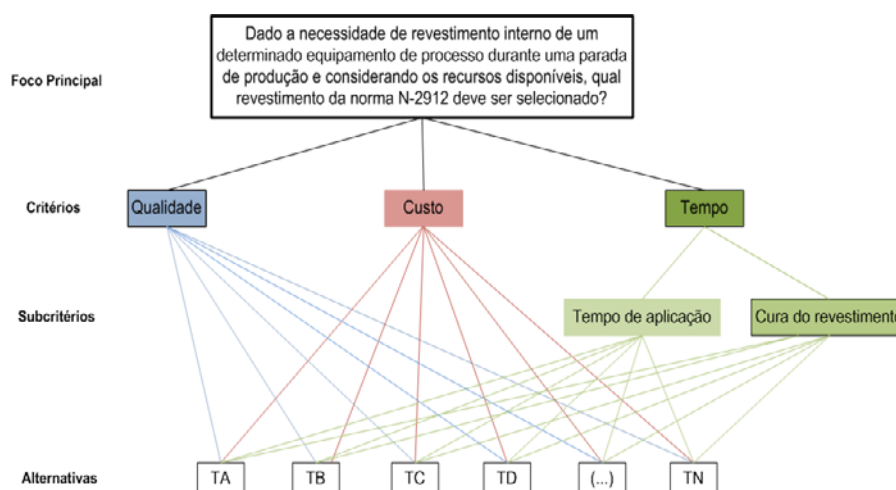 Dado a necessidade de revestimento interno de um
determinado equipamento de processo durante uma parada
de produção e considerando os recursos disponíveis, qual
revestimento da norma N-2912 deve ser selecionado?
Foco Principal
Critérios
Qualidade
Custo
Tempo
Subcritérios
Tempo de aplicação
Cura do revestimento
Alternativas
TA
TB
TC
TD
(...)
TN